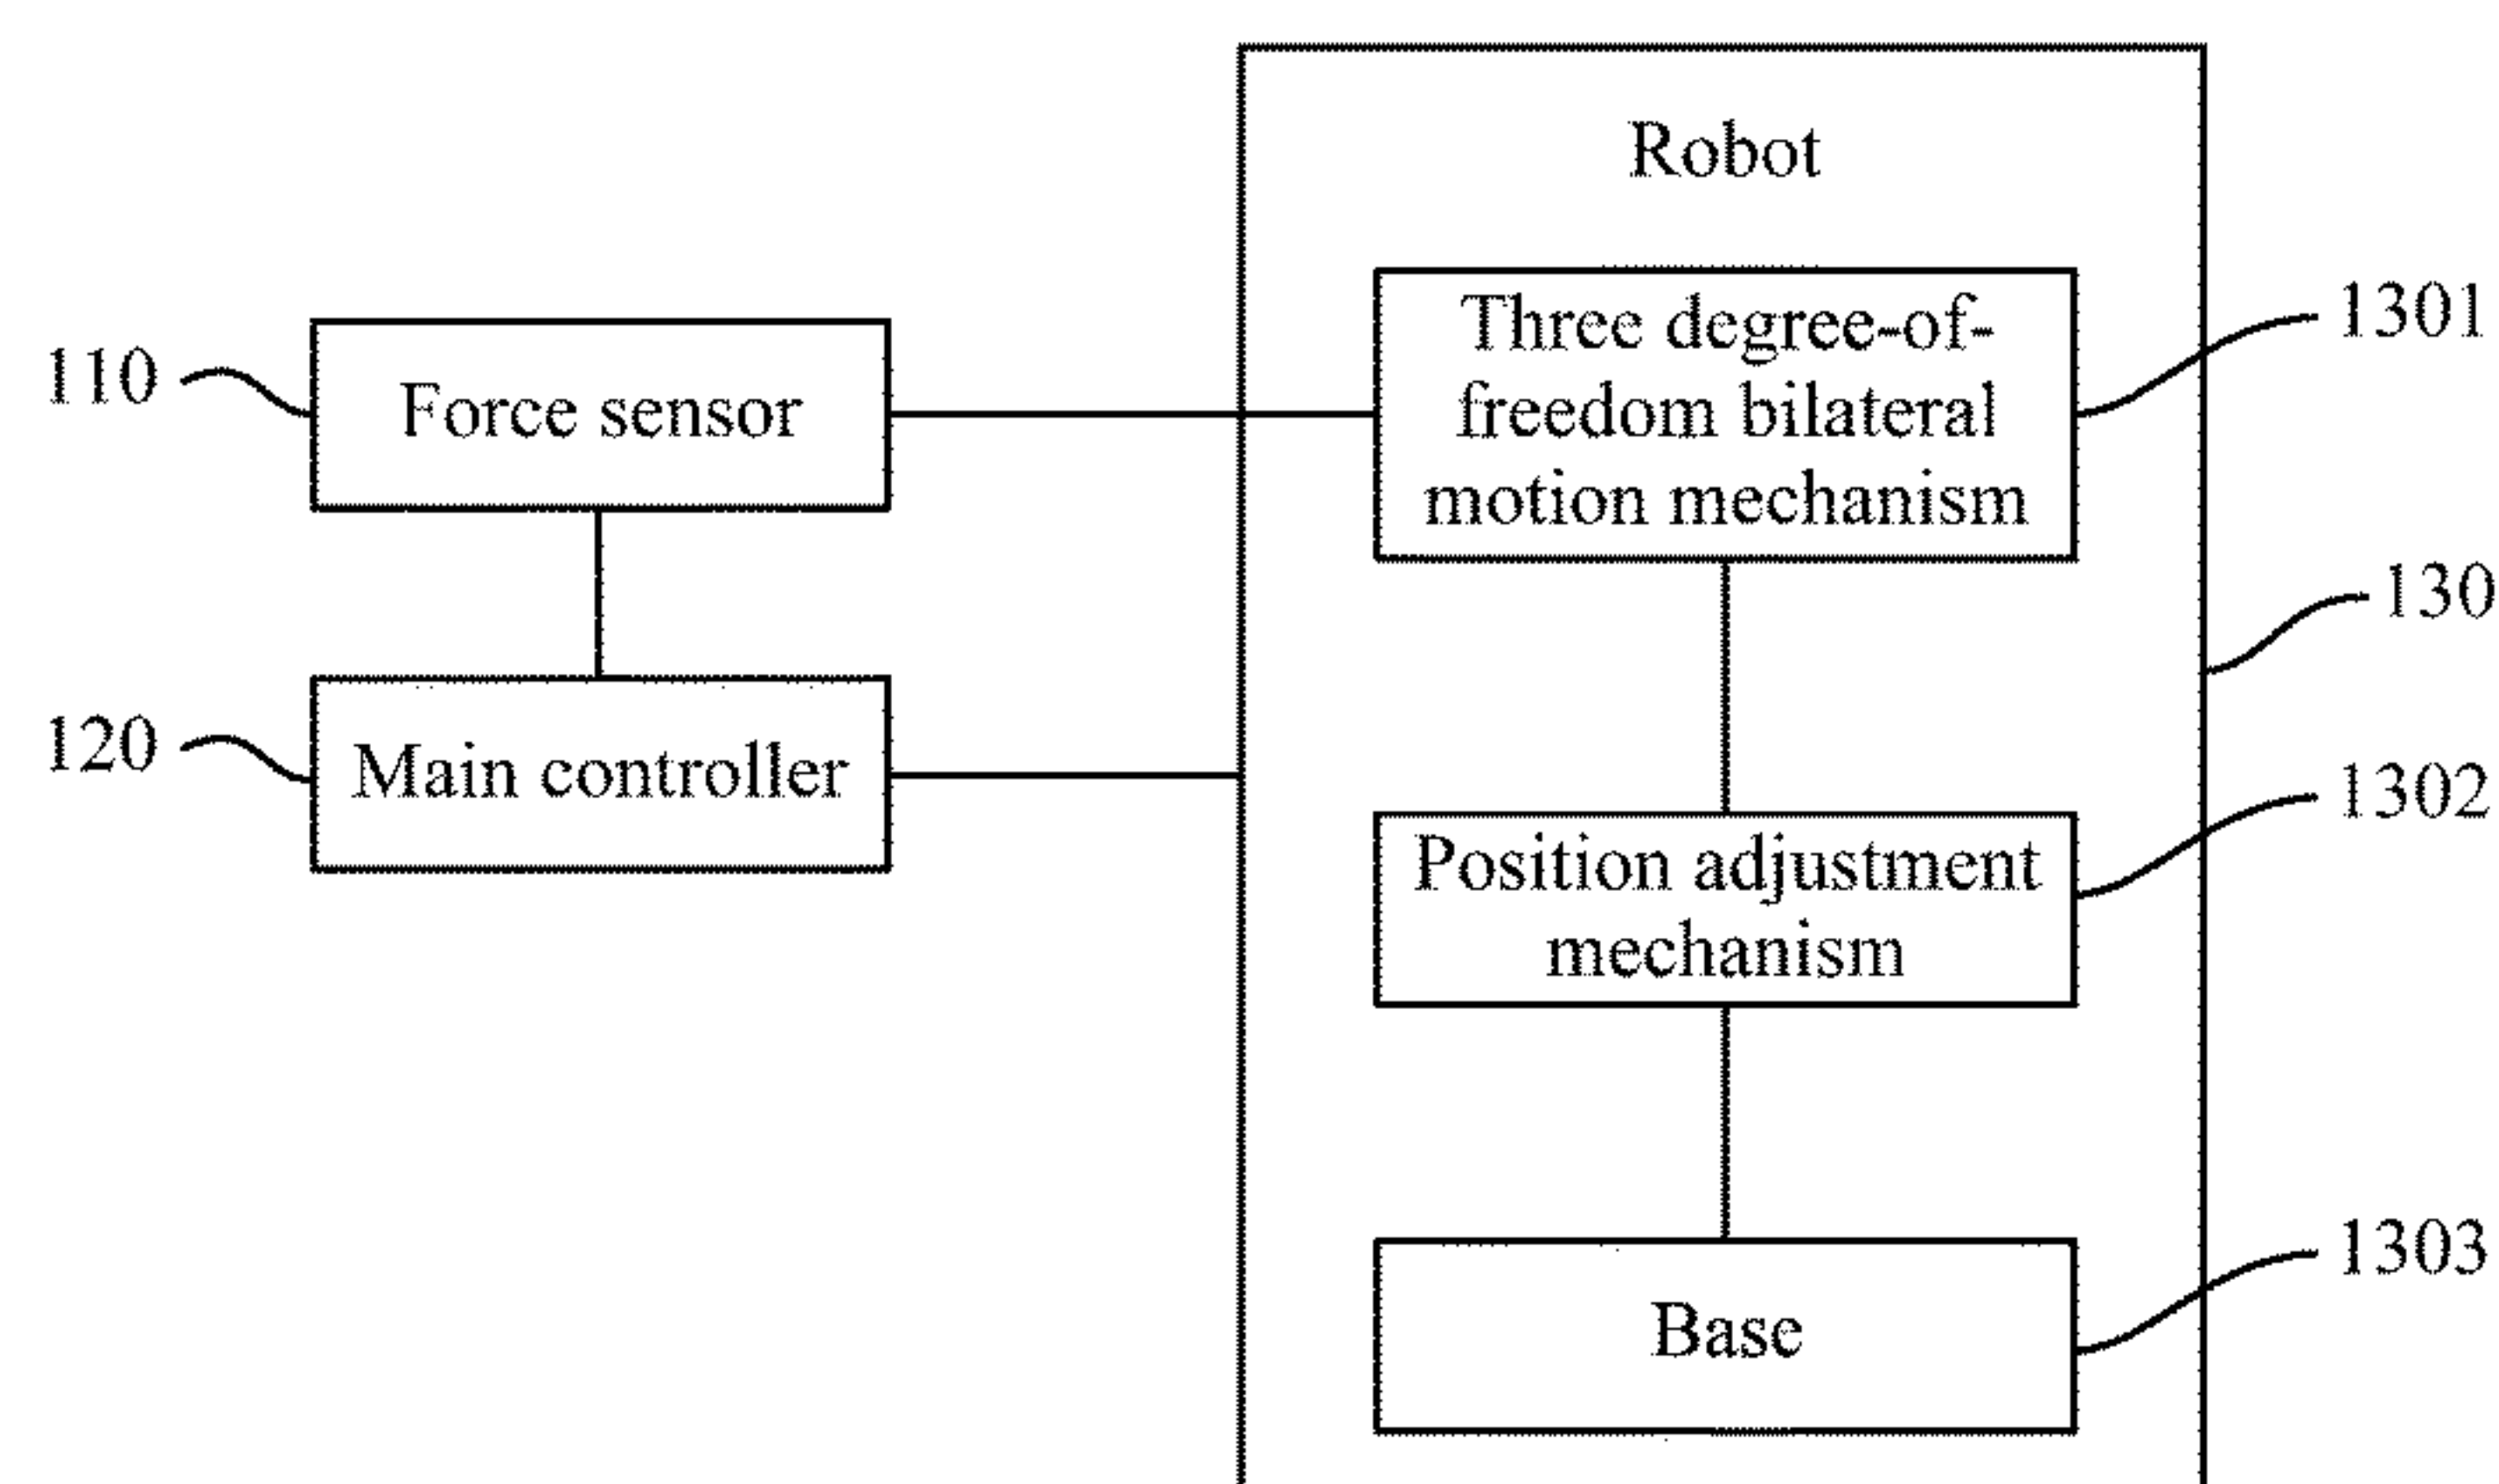 Robot
1301
Three degree-of-
freedom bilateral
motion mechanism
110
Force sensor
130
120
Main controller
1302
Position adjustment
mechanism
1303
Base